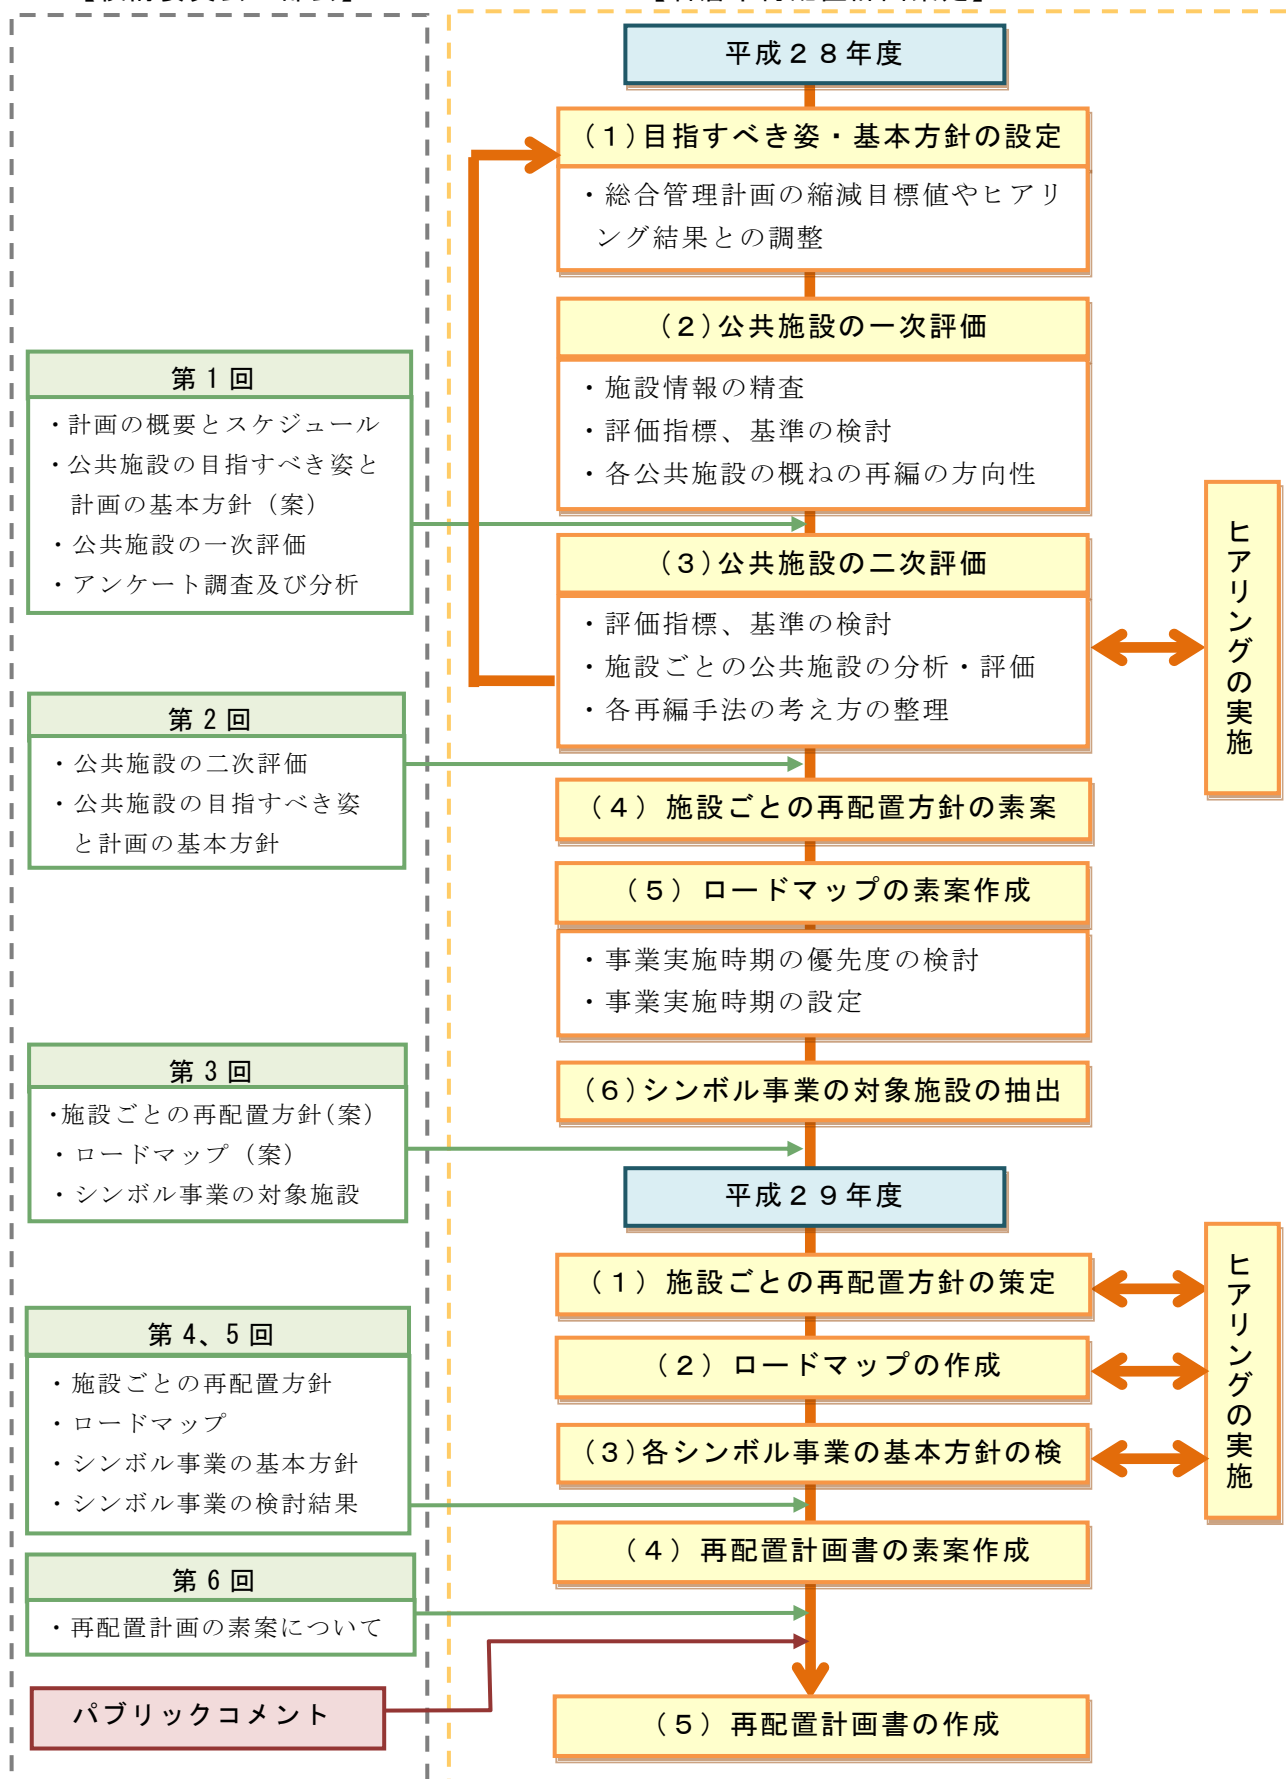 平成２８年度
（１）目指すべき姿・基本方針の設定
・総合管理計画の縮減目標値やヒアリ
ング結果との調整
（２）公共施設の一次評価
・施設情報の精査
・評価指標、基準の検討
・各公共施設の概ねの再編の方向性
第１回
・計画の概要とスケジュール
・公共施設の目指すべき姿と
計画の基本方針（案）
・公共施設の一次評価
・アンケート調査及び分析
（３）公共施設の二次評価
・評価指標、基準の検討
・施設ごとの公共施設の分析・評価
・各再編手法の考え方の整理
ヒアリングの実施
第２回
・公共施設の二次評価
・公共施設の目指すべき姿
と計画の基本方針
（４）施設ごとの再配置方針の素案
（５）ロードマップの素案作成
・事業実施時期の優先度の検討
・事業実施時期の設定
（６）シンボル事業の対象施設の抽出
第３回
・施設ごとの再配置方針（案）
・ロードマップ（案）
・シンボル事業の対象施設
平成２９年度
（１）施設ごとの再配置方針の策定
（２）ロードマップの作成
（３）各シンボル事業の基本方針の検
ヒアリングの実施
第４、５回
・施設ごとの再配置方針
・ロードマップ
・シンボル事業の基本方針
・シンボル事業の検討結果
（４）再配置計画書の素案作成
第６回
・再配置計画の素案について
パブリックコメント
（５）再配置計画書の作成